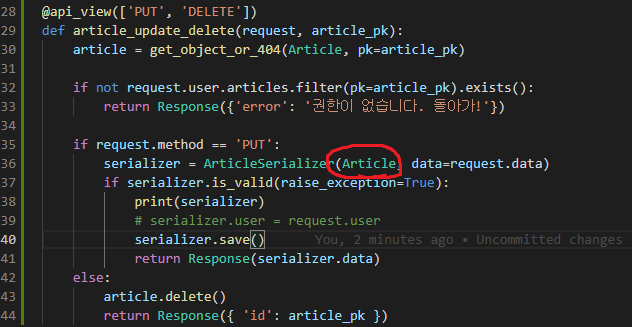 28 @api_view(['PUT', 'DELETE'])
29 def article_update_delete(request, article_pk):
30     article = get_object_or_404(Article, pk=article_pk)
31
32     if not request.user.articles.filter(pk=article_pk).exists():
33         return Response({'error': '권한이 없습니다. 돌아가!'})
34
35     if request.method == 'PUT':
36         serializer = ArticleSerializer(Article, data=request.data)
37         if serializer.is_valid(raise_exception=True):
38             print(serializer)
39             # serializer.user = request.user
40             serializer.save()     You, 2 minutes ago • Uncommitted changes
41             return Response(serializer.data)
42     else:
43         article.delete()
44         return Response({ 'id': article_pk })